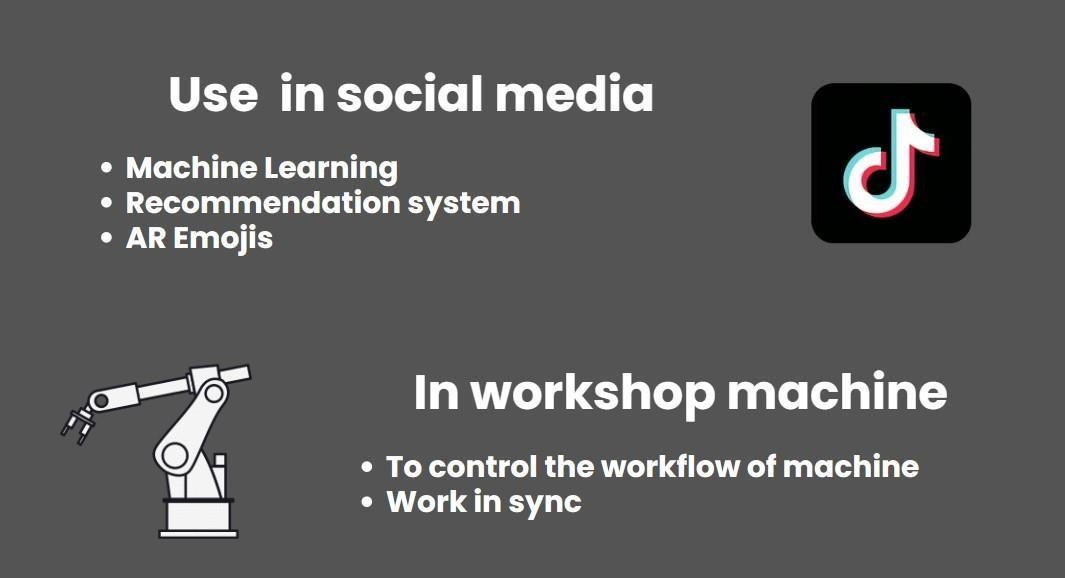 Use in social media
• Machine Learning
• Recommendation system
• AR Emojis
In workshop machine
• To control the workflow of machine
• Work in sync